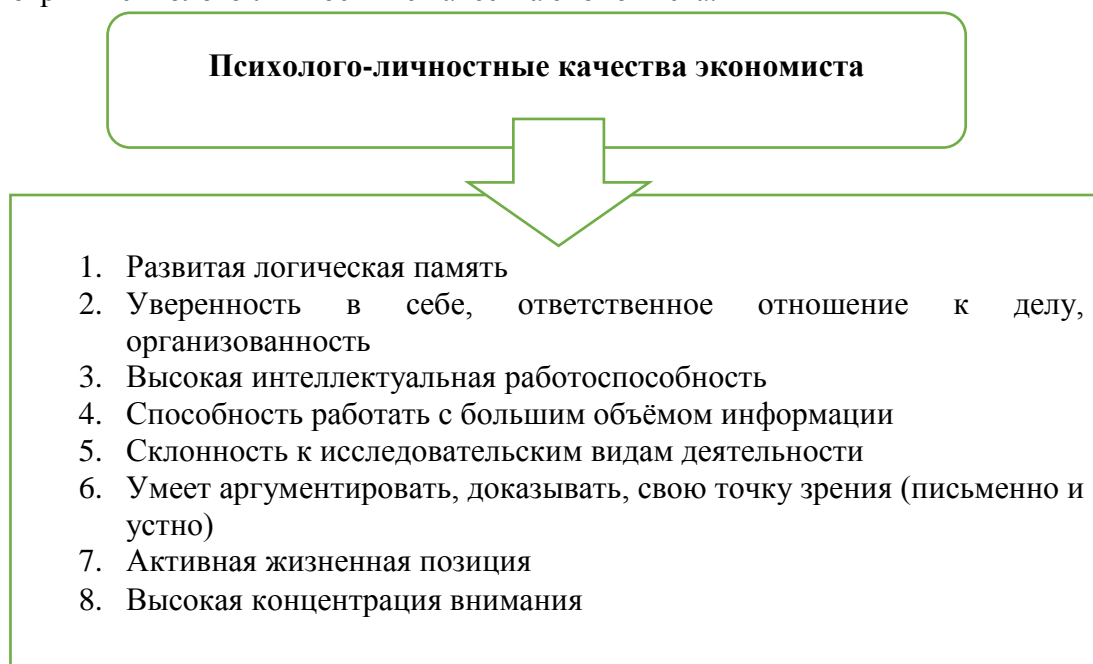 Психолого-личностные качества экономиста
1. Развитая логическая память
2. Уверенность в себе, ответственное отношение к делу,
организованность
3. Высокая интеллектуальная работоспособность
4. Способность работать с большим объёмом информации
5. Склонность к исследовательским видам деятельности
6. Умеет аргументировать, доказывать, свою точку зрения (письменно и
устно)
7. Активная жизненная позиция
8. Высокая концентрация внимания